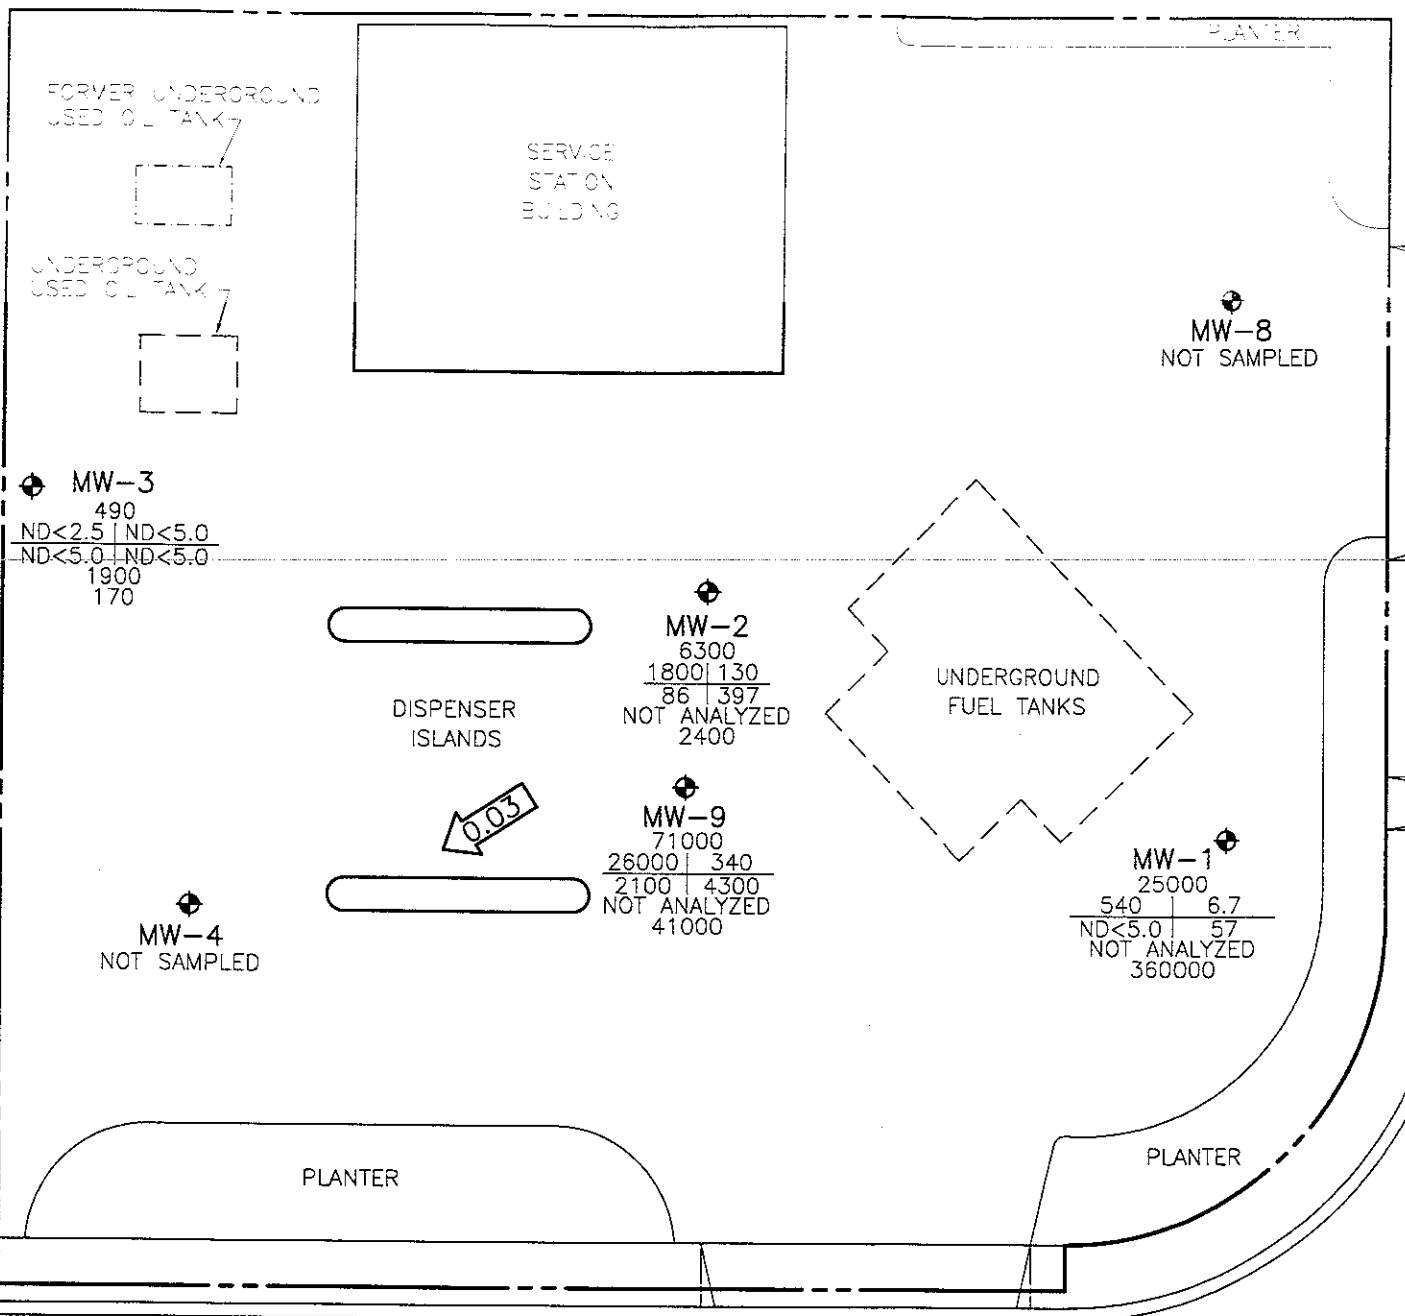 PLANTER
FORMER UNDERGROUND
USED OIL TANK
SERVICE
STATION
BUILDING
UNDERGROUND
USED OIL TANK
MW-8
NOT SAMPLED
MW-3
490
ND<2.5 | ND<5.0
ND<5.0 | ND<5.0
1900
170
MW-2
6300
1800 | 130
86 | 397
NOT ANALYZED
2400
UNDERGROUND
FUEL TANKS
DISPENSER
ISLANDS
0.03
MW-9
71000
26000 | 340
2100 | 4300
NOT ANALYZED
41000
MW-1
25000
540 | 6.7
ND<5.0 | 57
NOT ANALYZED
360000
MW-4
NOT SAMPLED
PLANTER
PLANTER